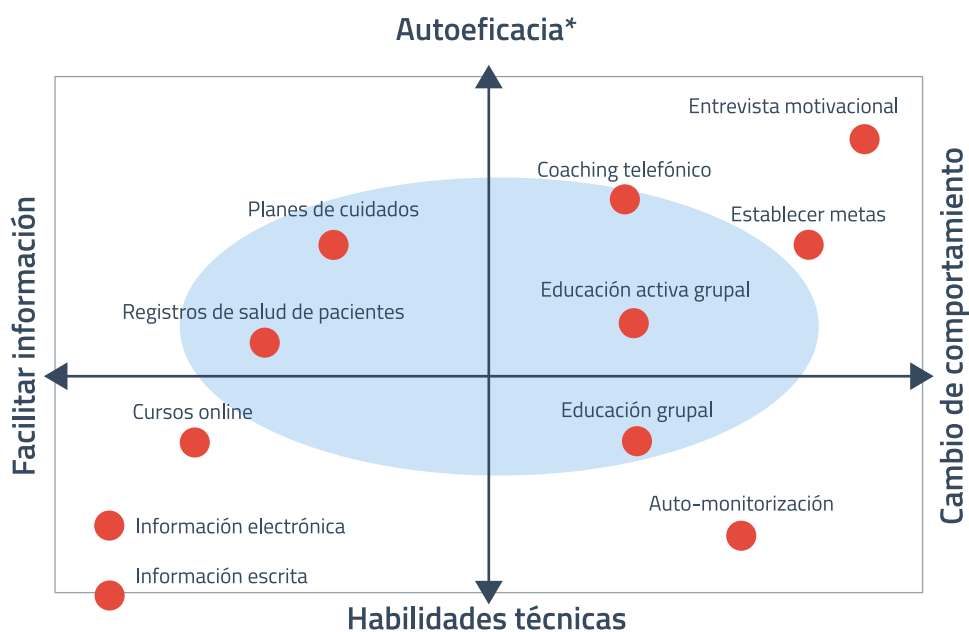 Autoeficacia*
Entrevista motivacional
Coaching telefónico
Planes de cuidados
Establecer metas
Educación activa grupal
Registros de salud de pacientes
Facilitar información
Cambio de comportamiento
Cursos online
Educación grupal
Auto-monitorización
Información electrónica
Información escrita
Habilidades técnicas